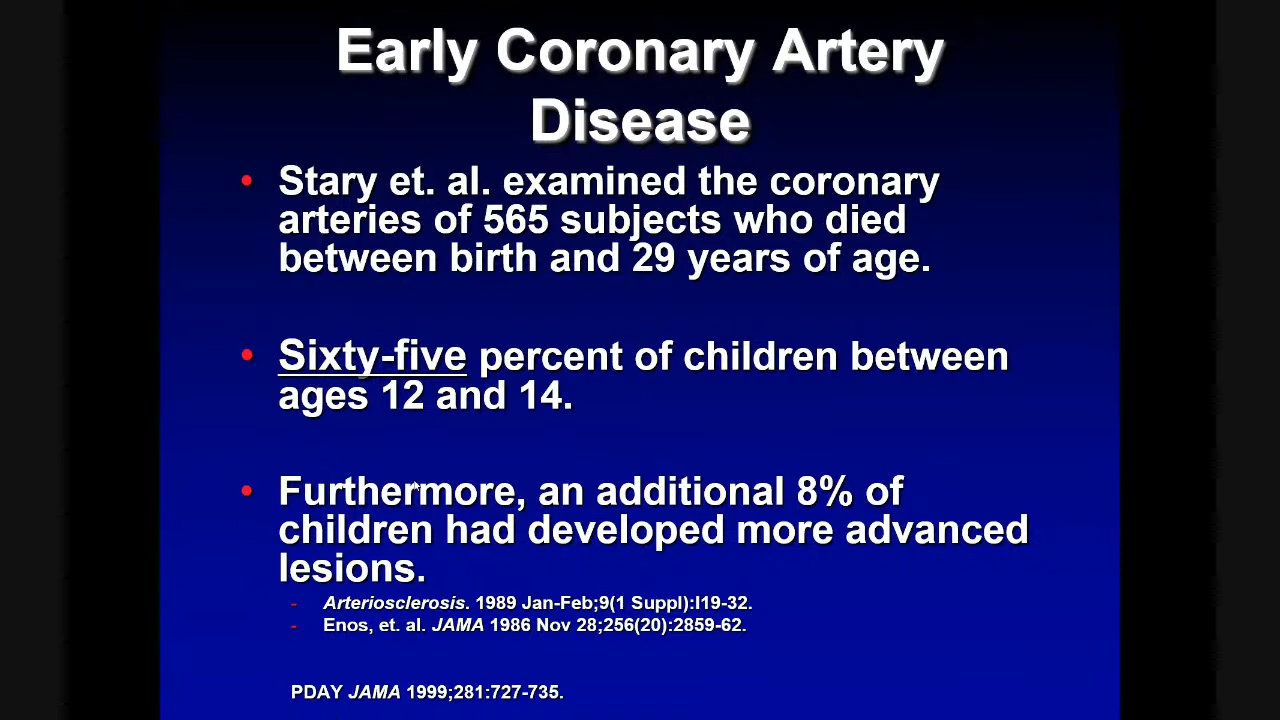 Early Coronary Artery
Disease
• Stary et. al. examined the coronary
arteries of 565 subjects who died
between birth and 29 years of age.
• Sixty-five percent of children between
ages 12 and 14.
• Furthermore, an additional 8% of
children had developed more advanced
lesions.
- Arteriosclerosis. 1989 Jan-Feb;9(1 Suppl):I19-32.
- Enos, et. al. JAMA 1986 Nov 28;256(20):2859-62.
PDAY JAMA 1999;281:727-735.